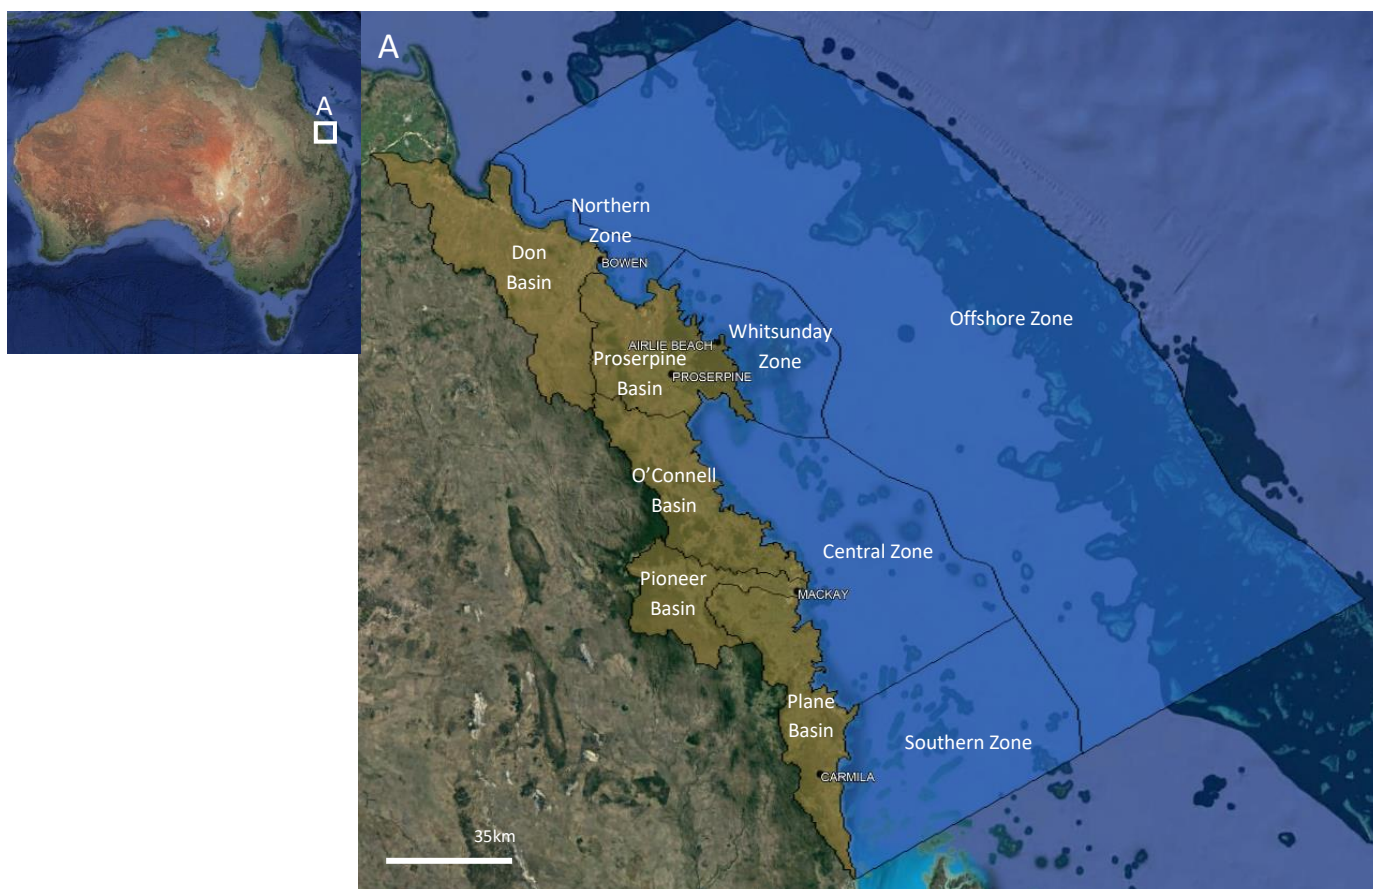 A
A
Northern
Zone
Don
Basin
BOWEN
Offshore Zone
Whitsunday
Zone
AIRLIE BEACH
Proserpine
Basin
PROSERPINE
O'Connell
Basin
Central Zone
Pioneer
Basin
MACKAY
Plane
Basin
Southern Zone
CARMILA
35km